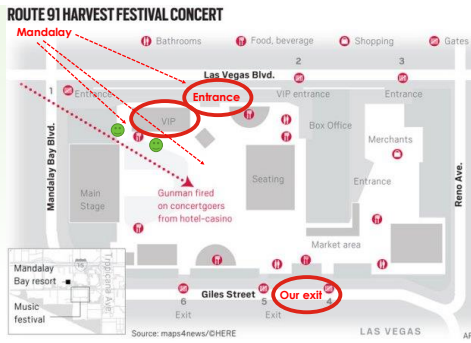 ROUTE 91 HARVEST FESTIVAL CONCERT
Mandalay
Bathrooms
Food, beverage
Shopping
Gates
Las Vegas Blvd.
1
Entrance
Entrance
2
VIP entrance
3
Entrance
VIP
Box Office
Merchants
Mandalay Bay Blvd.
Main
Stage
Gunman fired
on concertgoers
from hotel-casino
Seating
Entrance
Reno Ave.
Market area
Mandalay
Bay resort
Music
festival
Tropicana Ave.
15
Giles Street
6
Exit
5
Exit
Our exit
4
Source: maps4news/©HERE
LAS VEGAS
AP